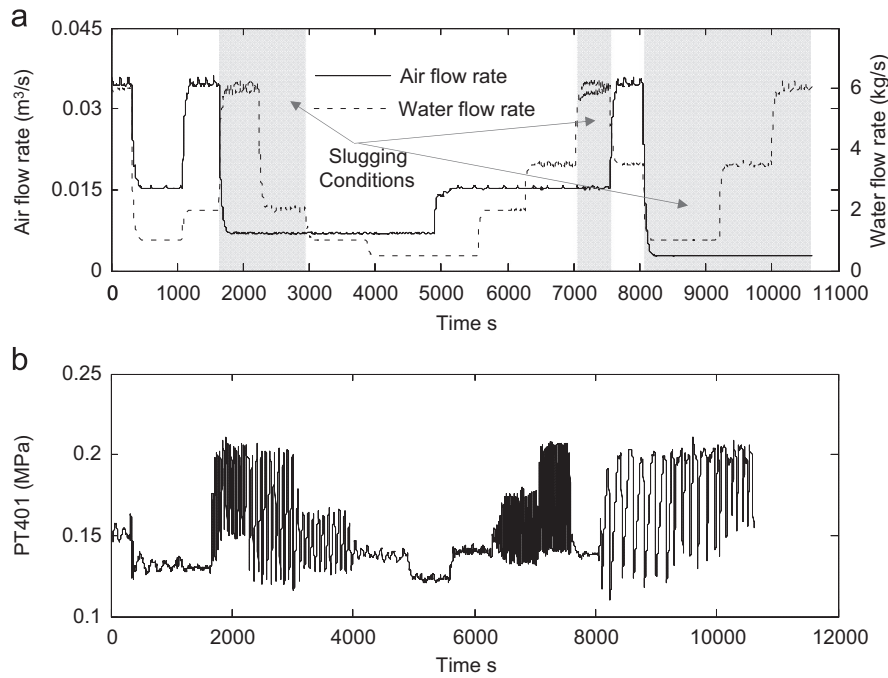 a
0.045
0.03
0.015
0
Air flow rate (m³/s)
Air flow rate
Water flow rate
Slugging
Conditions
6
4
2
0
Water flow rate (kg/s)
0 1000 2000 3000 4000 5000 6000 7000 8000 9000 10000 11000
Time s
b
0.25
0.2
0.15
0.1
PT401 (MPa)
0 2000 4000 6000 8000 10000 12000
Time s